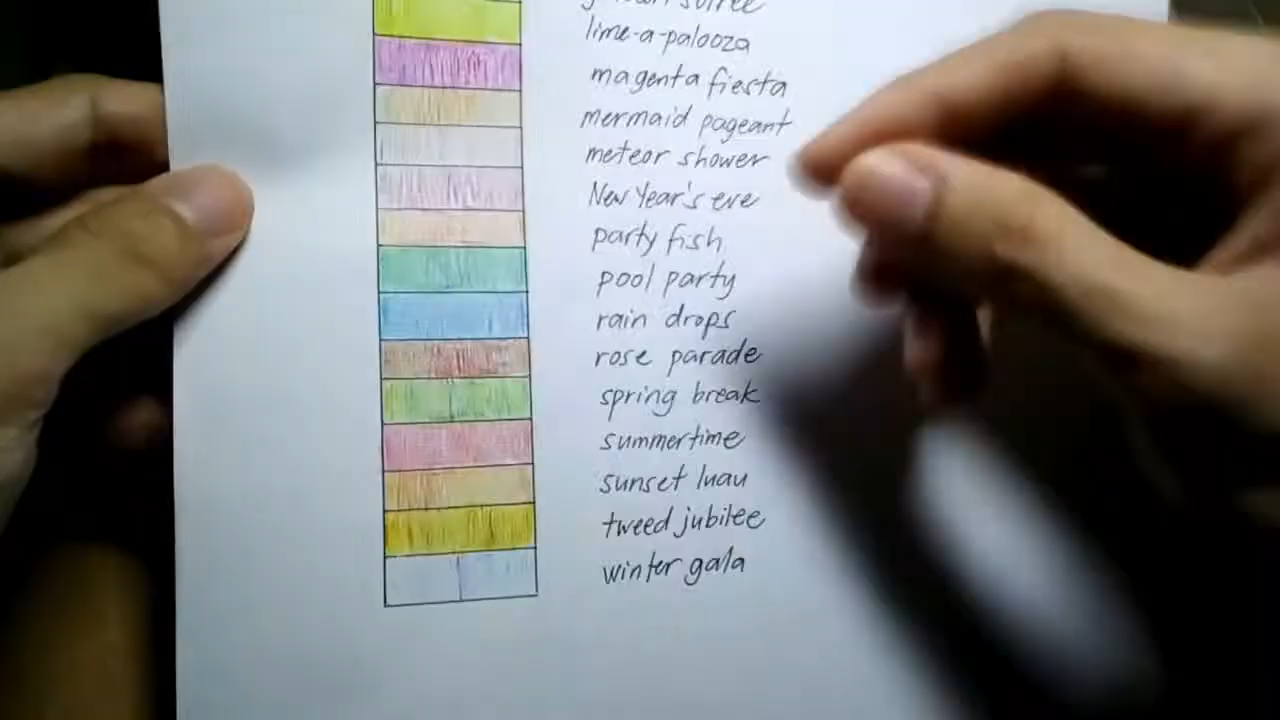 soiree
lime-a-palooza
magenta fiesta
mermaid pageant
meteor shower
New Year's eve
party fish
pool party
rain drops
rose parade
spring break
summertime
sunset luau
tweed jubilee
winter gala